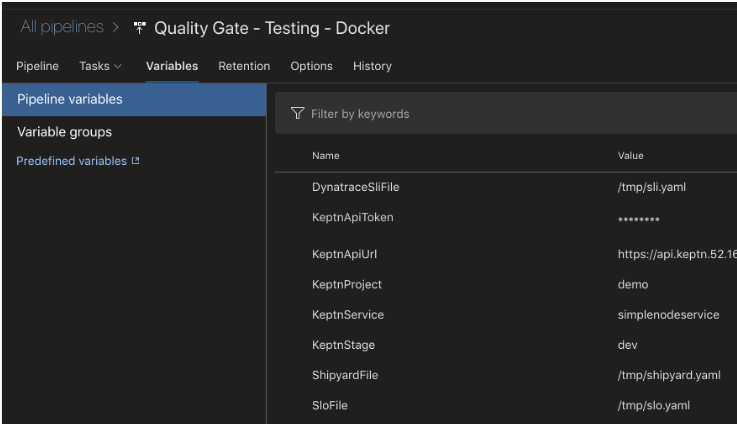 All pipelines > Quality Gate - Testing - Docker
Pipeline Tasks Variables Retention Options History
Pipeline variables
Variable groups
Predefined variables
Filter by keywords
Name Value
DynatraceSliFile /tmp/sli.yaml
KeptnApiToken ********
KeptnApiUrl https://api.keptn.52.16
KeptnProject demo
KeptnService simplenodeservice
KeptnStage dev
ShipyardFile /tmp/shipyard.yaml
SloFile /tmp/slo.yaml